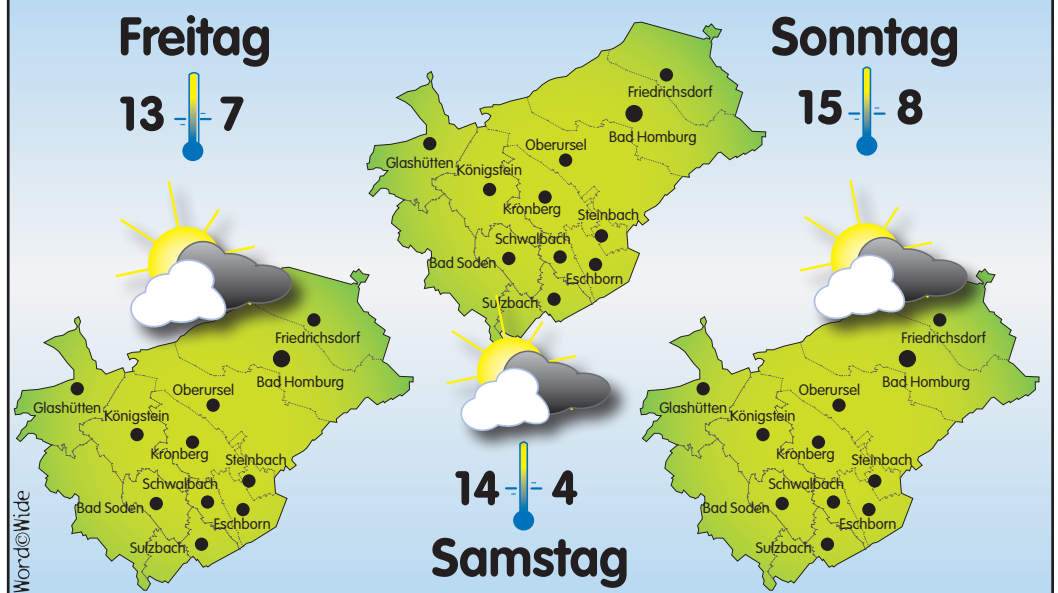 Freitag
13 7
Friedrichsdorf
Bad Homburg
Oberursel
Glashütten
Königstein
Kronberg
Steinbach
Schwalbach
Bad Soden
Eschborn
Sulzbach
Friedrichsdorf
Bad Homburg
Oberursel
Glashütten
Königstein
Kronberg
Steinbach
Schwalbach
Bad Soden
Eschborn
Sulzbach
14 4
Samstag
Sonntag
15 8
Friedrichsdorf
Bad Homburg
Oberursel
Glashütten
Königstein
Kronberg
Steinbach
Schwalbach
Bad Soden
Eschborn
Sulzbach
Word©Wide